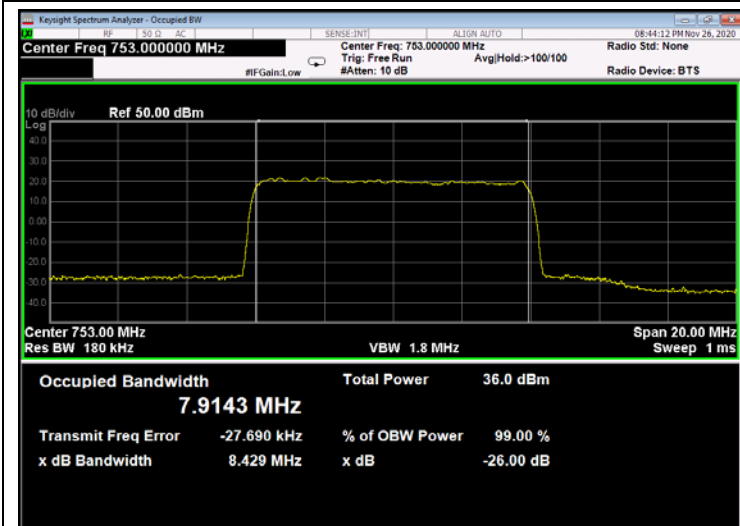 Keysight Spectrum Analyzer - Occupied BW
RF 50 Ω AC SENSE:INT ALIGN AUTO 08:44:12 PM Nov 26, 2020
Center Freq 753.000000 MHz Center Freq: 753.000000 MHz Radio Std: None
Trig: Free Run Avg|Hold:>100/100
#IFGain:Low #Atten: 10 dB Radio Device: BTS
10 dB/div Ref 50.00 dBm
Log
40.0
30.0
20.0
10.0
0.00
-10.0
-20.0
-30.0
-40.0
Center 753.00 MHz Span 20.00 MHz
Res BW 180 kHz VBW 1.8 MHz Sweep 1 ms
Occupied Bandwidth Total Power 36.0 dBm
7.9143 MHz
Transmit Freq Error -27.690 kHz % of OBW Power 99.00 %
x dB Bandwidth 8.429 MHz x dB -26.00 dB